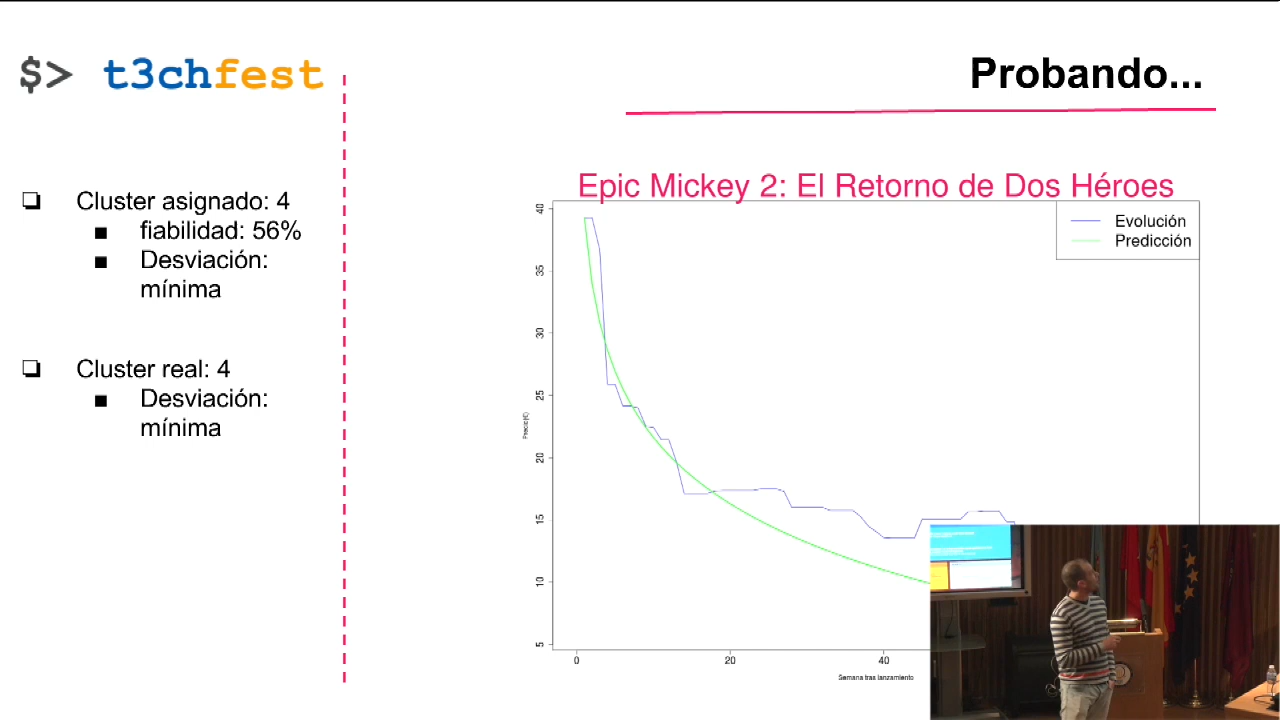 $> t3chfest
Probando...
❏ Cluster asignado: 4
■ fiabilidad: 56%
■ Desviación:
mínima
❏ Cluster real: 4
■ Desviación:
mínima
Epic Mickey 2: El Retorno de Dos Héroes
Evolución
Predicción
40
35
30
25
20
15
10
5
Precio(€)
0
20
40
Semana tras lanzamiento